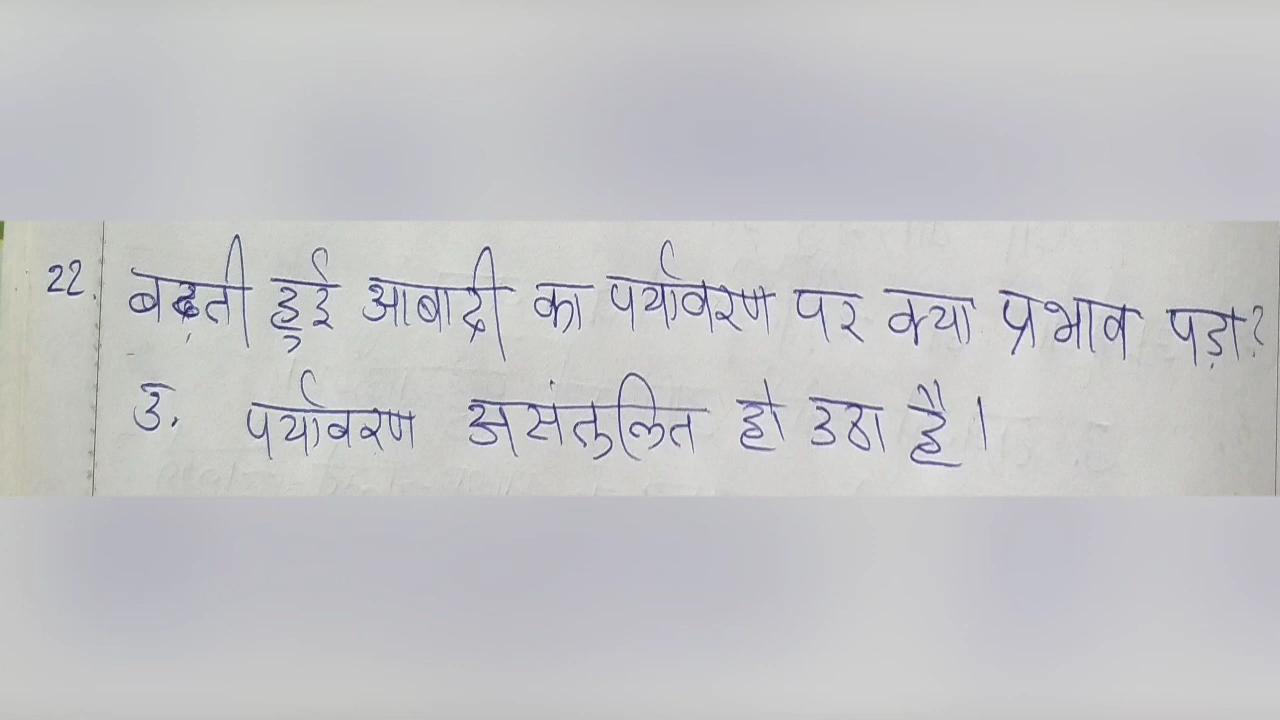 22. बढ़ती हुई आबादी का पर्यावरण पर क्या प्रभाव पड़ा?
उ. पर्यावरण असंतुलित हो उठा है।